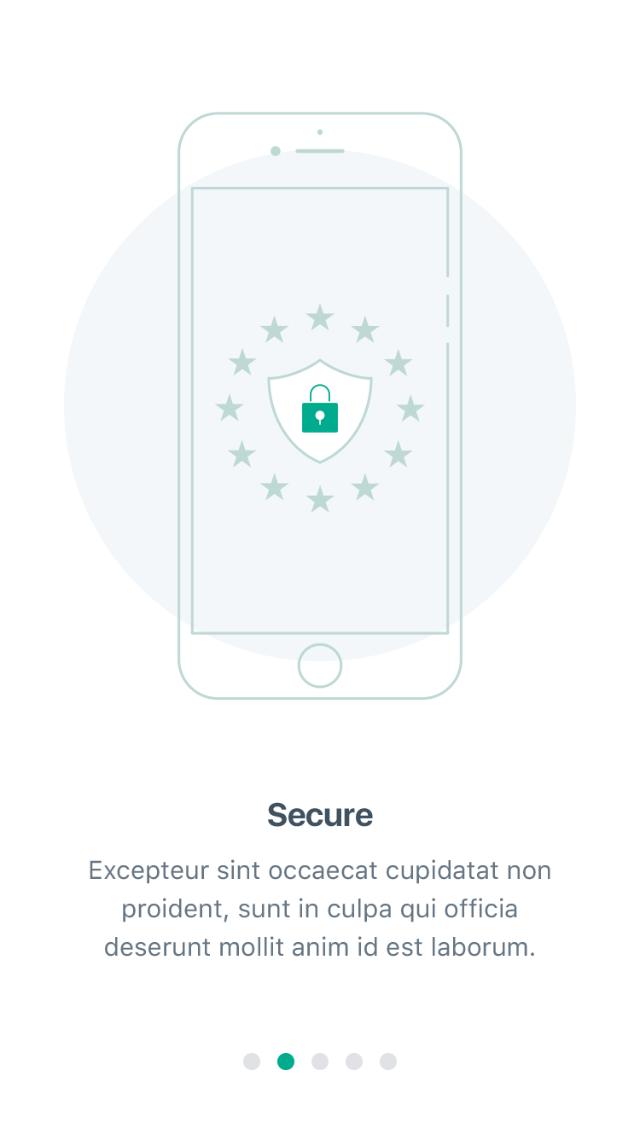 Secure
Excepteur sint occaecat cupidatat non
proident, sunt in culpa qui officia
deserunt mollit anim id est laborum.